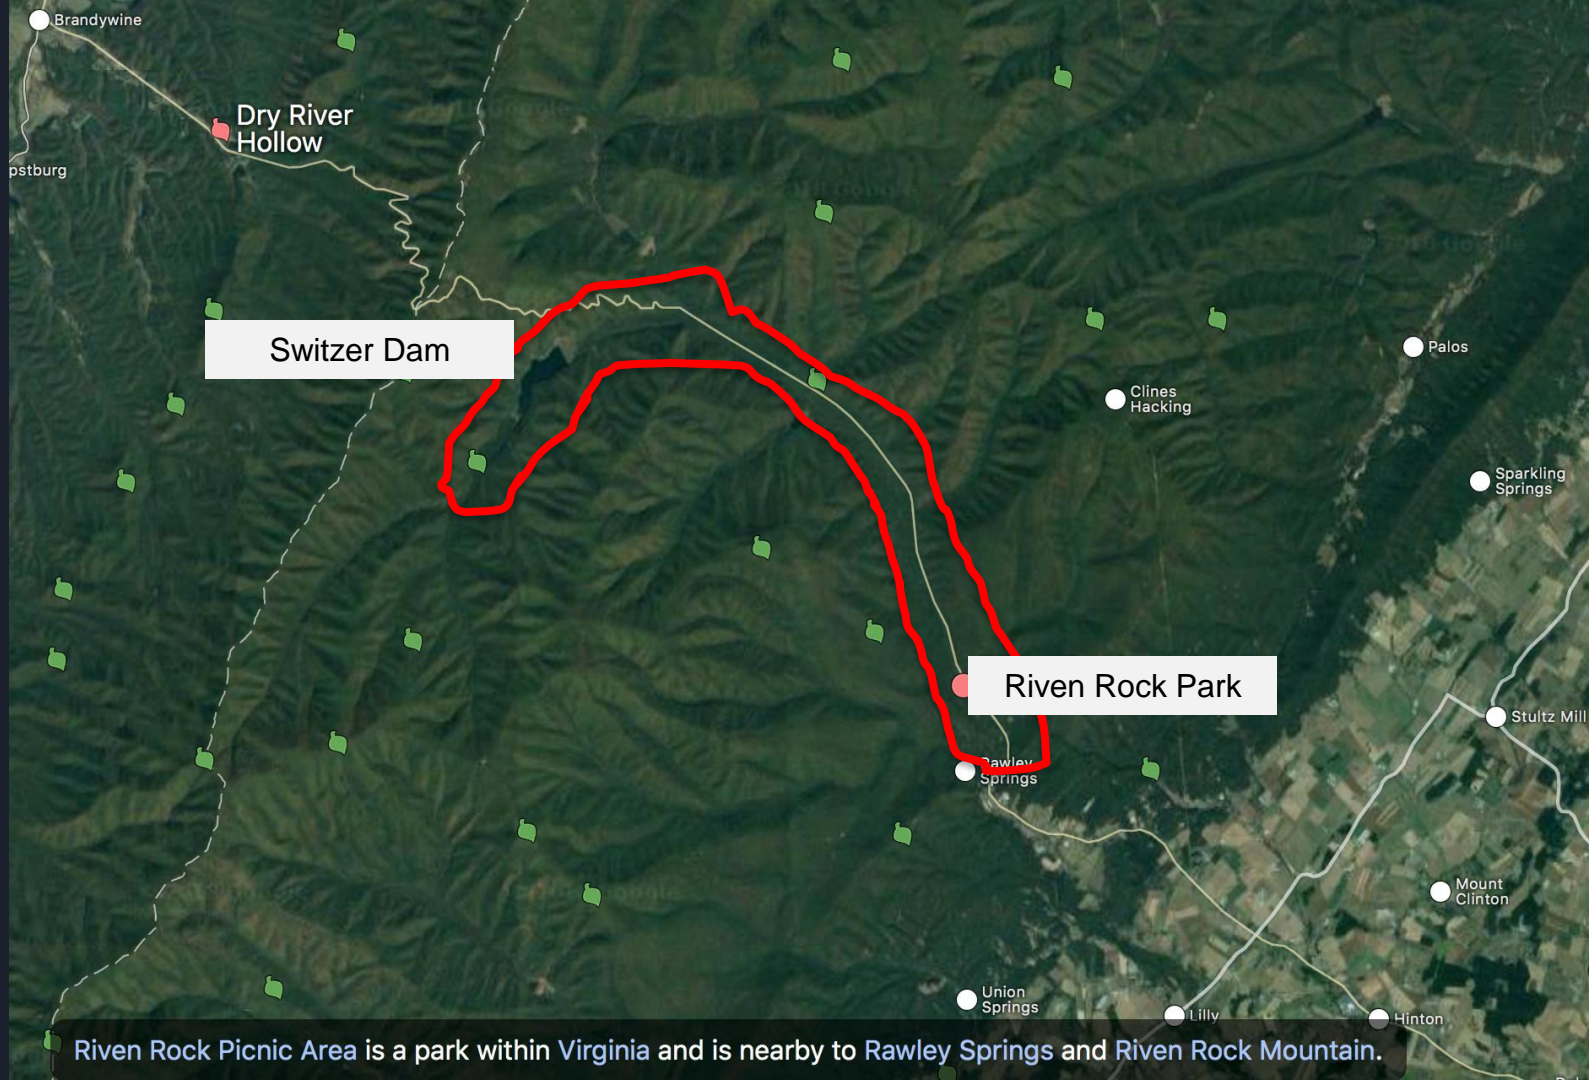 Brandywine
Dry River
Hollow
pstburg
Switzer Dam
Palos
Clines
Hacking
Sparkling
Springs
Riven Rock Park
Stultz Mill
Rawley
Springs
Mount
Clinton
Union
Springs
Lilly
Hinton
Riven Rock Picnic Area is a park within Virginia and is nearby to Rawley Springs and Riven Rock Mountain.